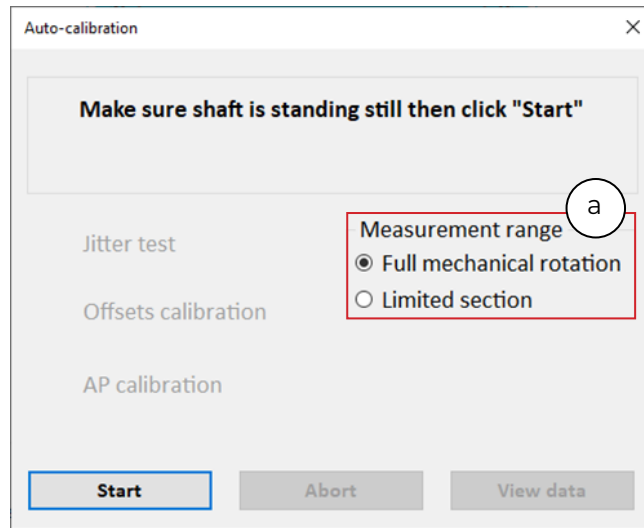 Auto-calibration
Make sure shaft is standing still then click "Start"
a
Jitter test
Measurement range
Full mechanical rotation
Offsets calibration
Limited section
AP calibration
Start
Abort
View data